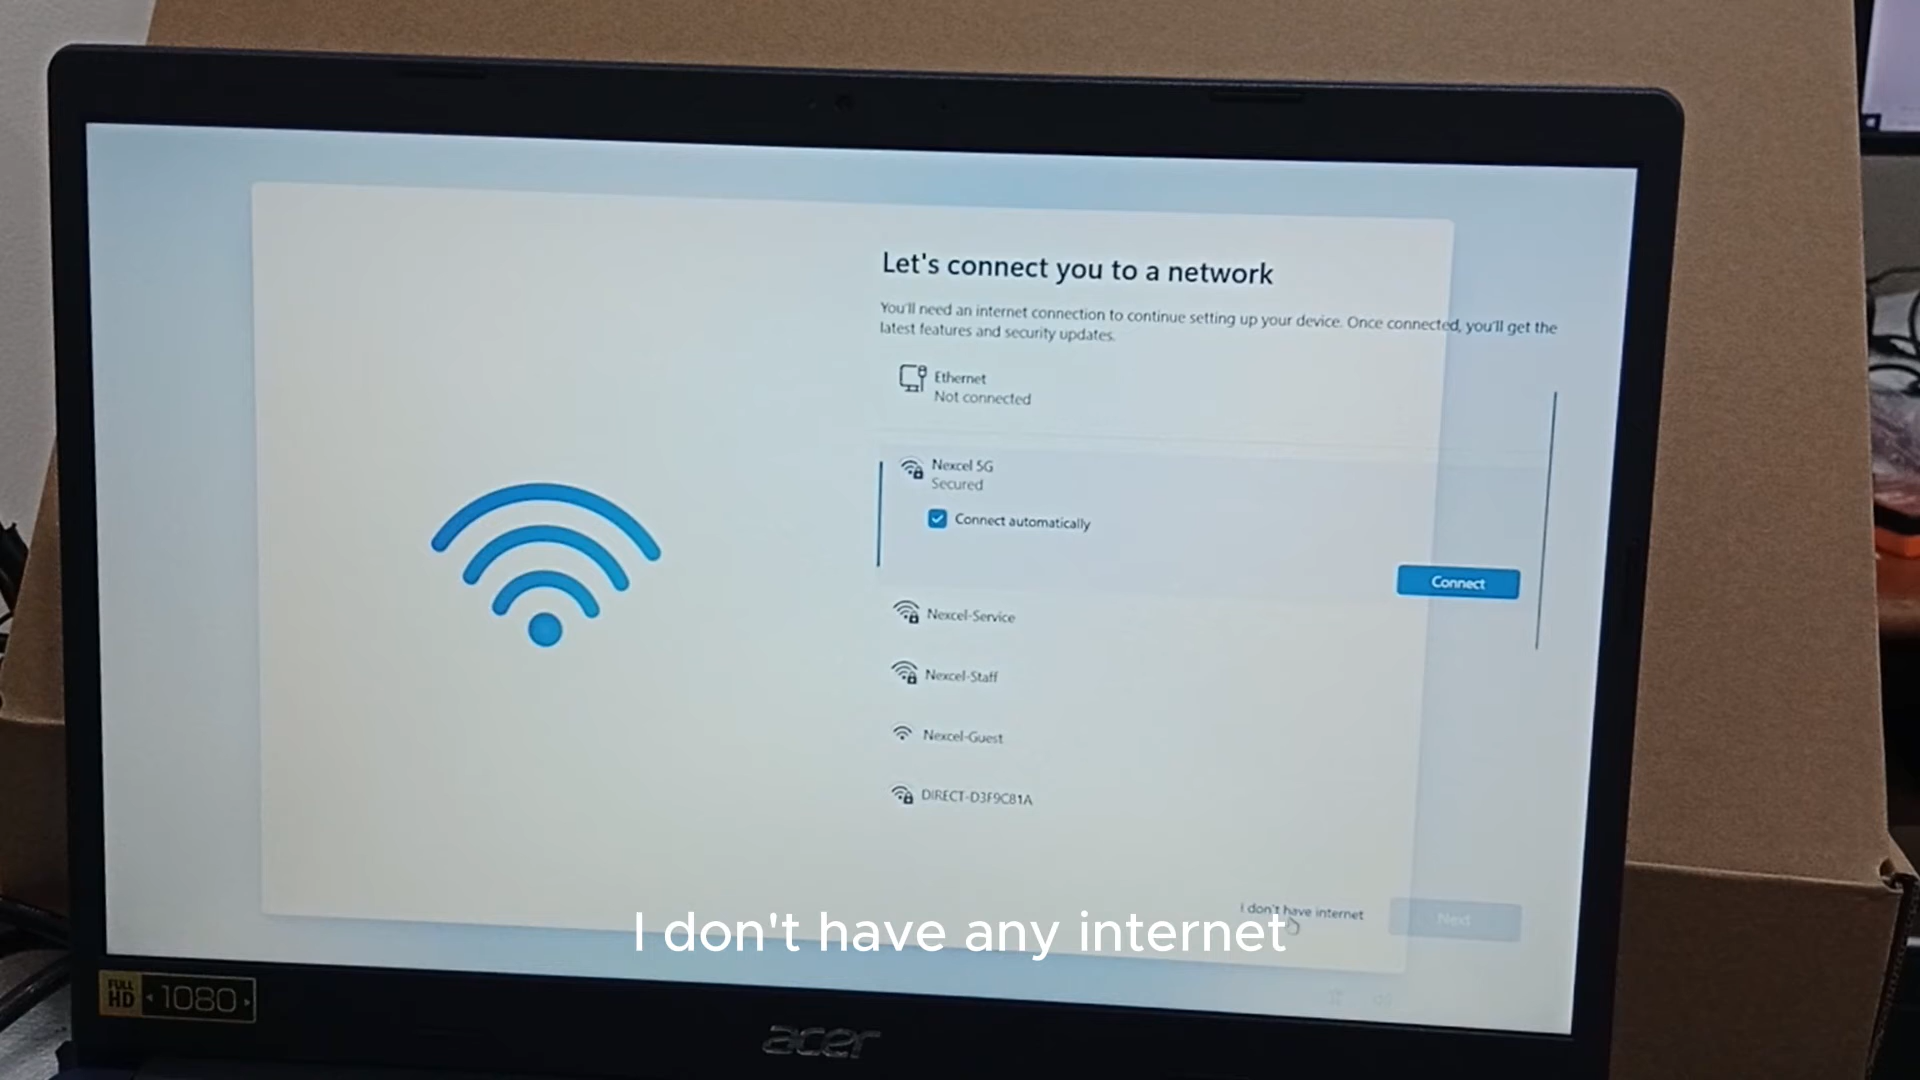 Let's connect you to a network
You'll need an internet connection to continue setting up your device. Once connected, you'll get the
latest features and security updates.
Ethernet
Not connected
Nexcel 5G
Secured
Connect automatically
Connect
Nexcel-Service
Nexcel-Staff
Nexcel-Guest
DIRECT-D3F9C81A
I don't have internet
Next
I don't have any internet
FULL
HD
1080
acer